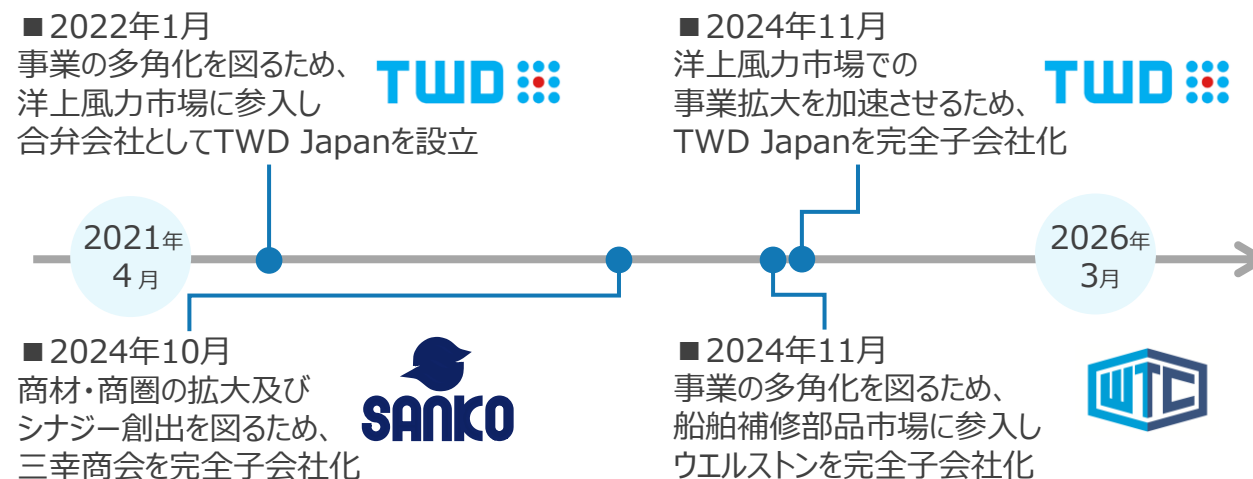 ■2022年1月
事業の多角化を図るため、
洋上風力市場に参入し
合弁会社としてTWD Japanを設立
TWD
■2024年11月
洋上風力市場での
事業拡大を加速させるため、
TWD Japanを完全子会社化
TWD
2021年
4月
2026年
3月
■2024年10月
商材・商圏の拡大及び
シナジー創出を図るため、
三幸商会を完全子会社化
SANKO
■2024年11月
事業の多角化を図るため、
船舶補修部品市場に参入し
ウエルストンを完全子会社化
WTC